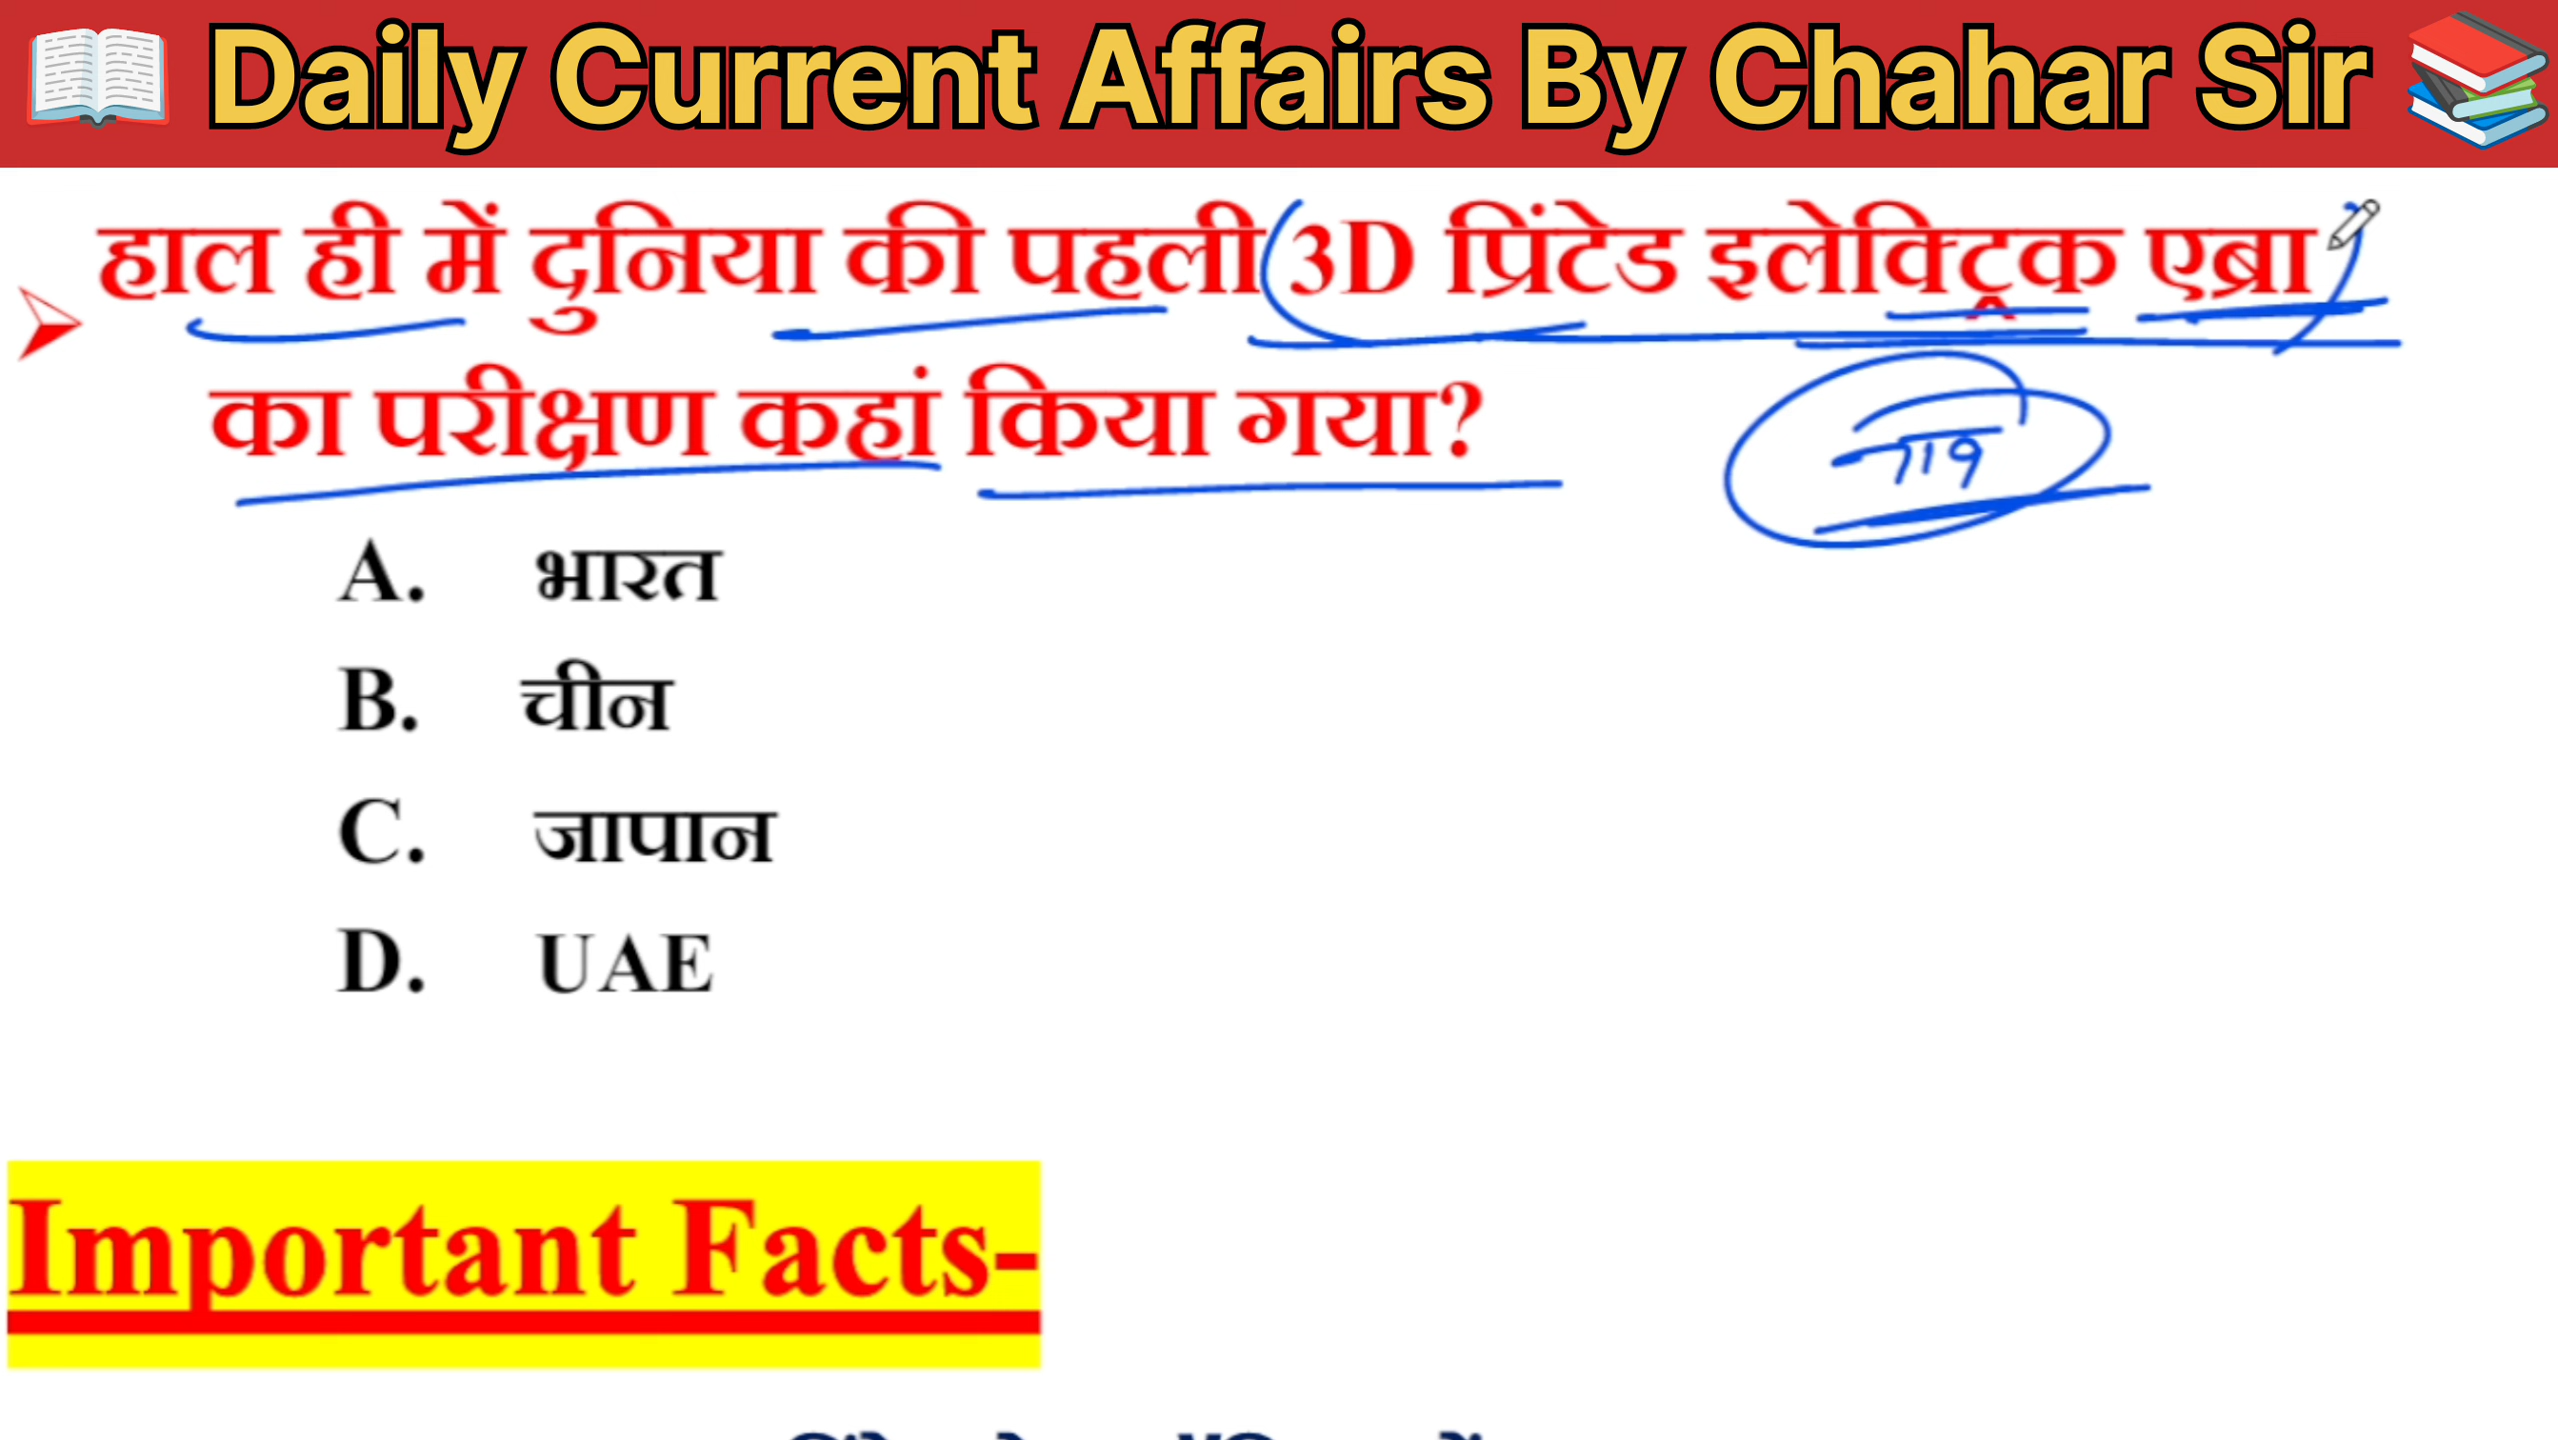 Daily Current Affairs By Chahar Sir
हाल ही में दुनिया की पहली 3D प्रिंटेड इलेक्ट्रिक एब्रा
का परीक्षण कहां किया गया?
नाव
A. भारत
B. चीन
C. जापान
D. UAE
Important Facts-